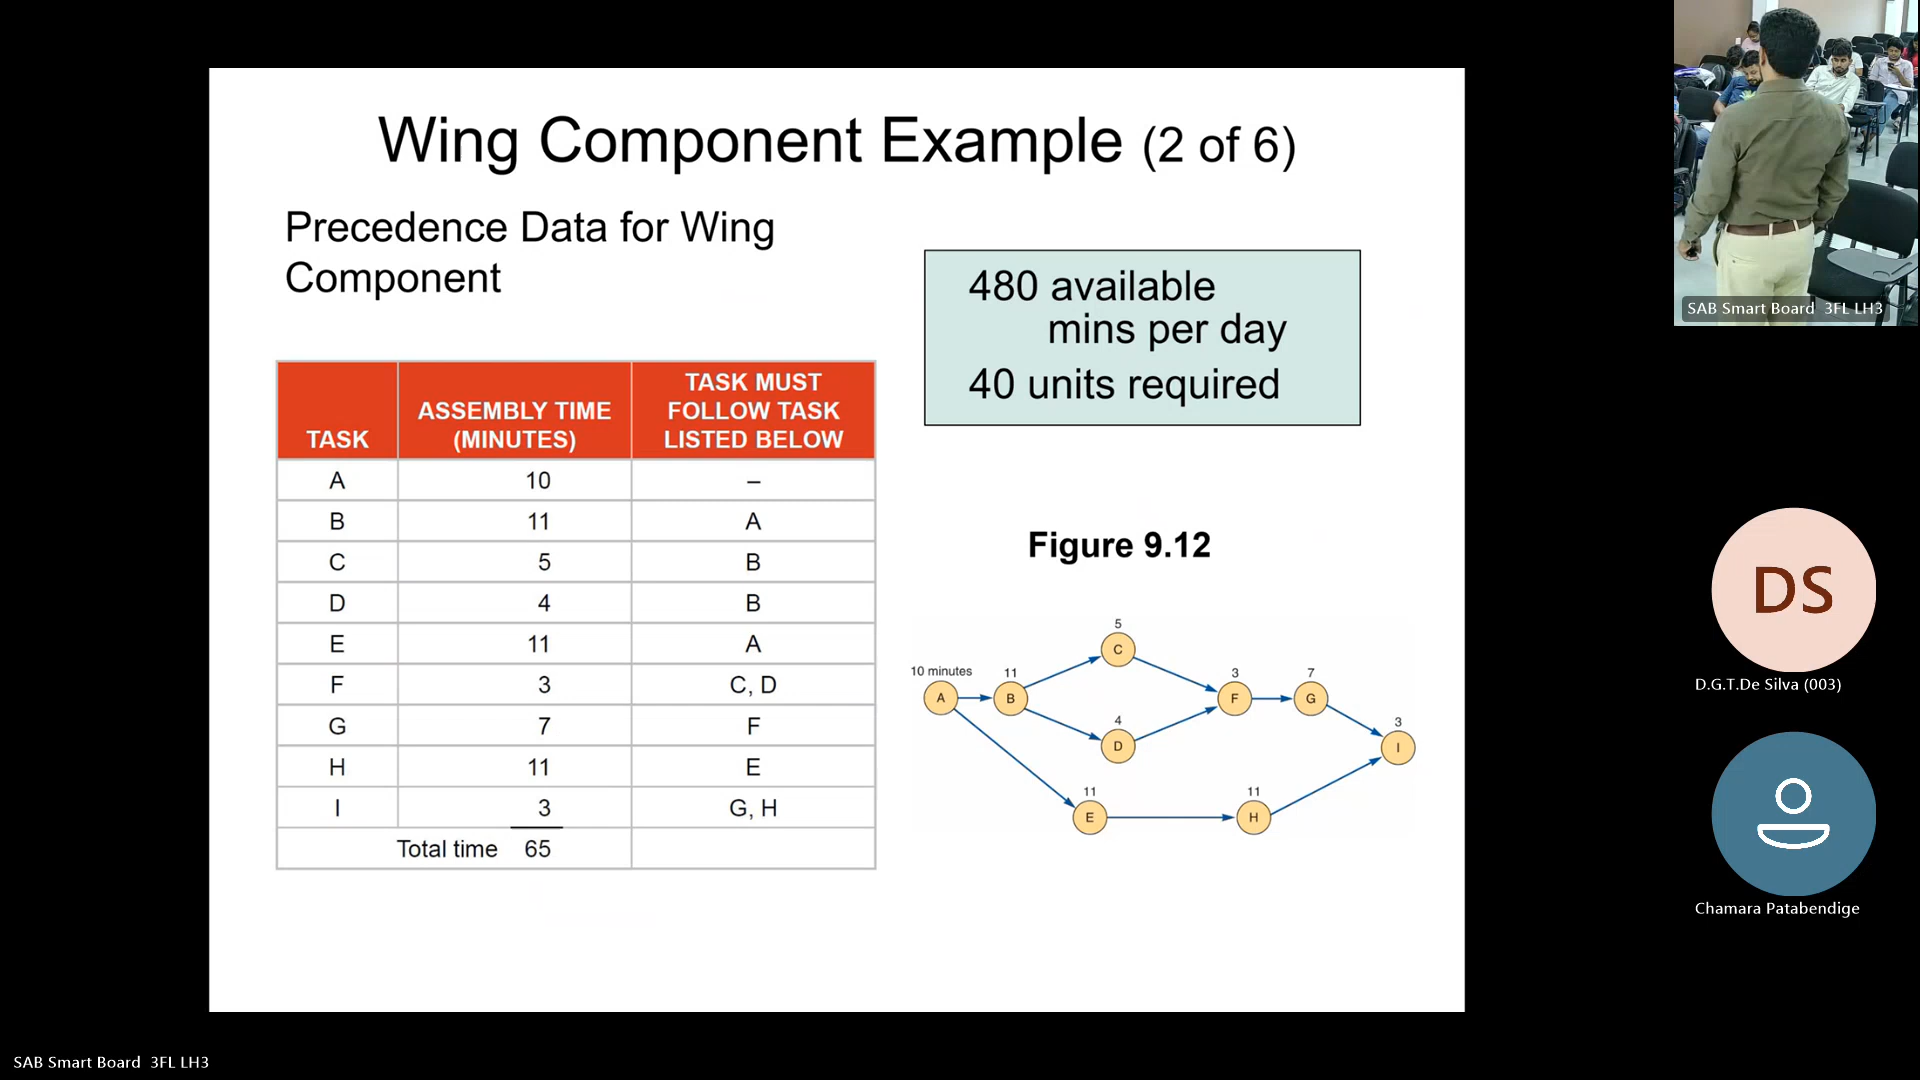 Wing Component Example (2 of 6)
Precedence Data for Wing
Component
480 available
mins per day
40 units required
TASK ASSEMBLY TIME (MINUTES) TASK MUST FOLLOW TASK LISTED BELOW
A 10 –
B 11 A
C 5 B
D 4 B
E 11 A
F 3 C, D
G 7 F
H 11 E
I 3 G, H
Total time 65
Figure 9.12
5
C
10 minutes
A
11
B
3
F
7
G
4
D
3
I
11
E
11
H
SAB Smart Board 3FL LH3
DS
D.G.T.De Silva (003)
Chamara Patabendige
SAB Smart Board 3FL LH3